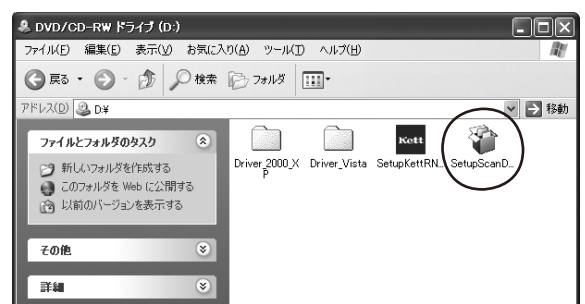 DVD/CD-RW ドライブ (D:)
ファイル(F) 編集(E) 表示(V) お気に入り(A) ツール(T) ヘルプ(H)
戻る 検索 フォルダ
アドレス(D) D:¥ 移動
ファイルとフォルダのタスク
新しいフォルダを作成する
このフォルダを Web に公開する
以前のバージョンを表示する
その他
詳細
Kett
Driver_2000_X
P
Driver_Vista
SetupKettRN...
SetupScanD...